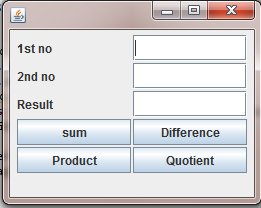 1st no
2nd no
Result
sum Difference
Product Quotient